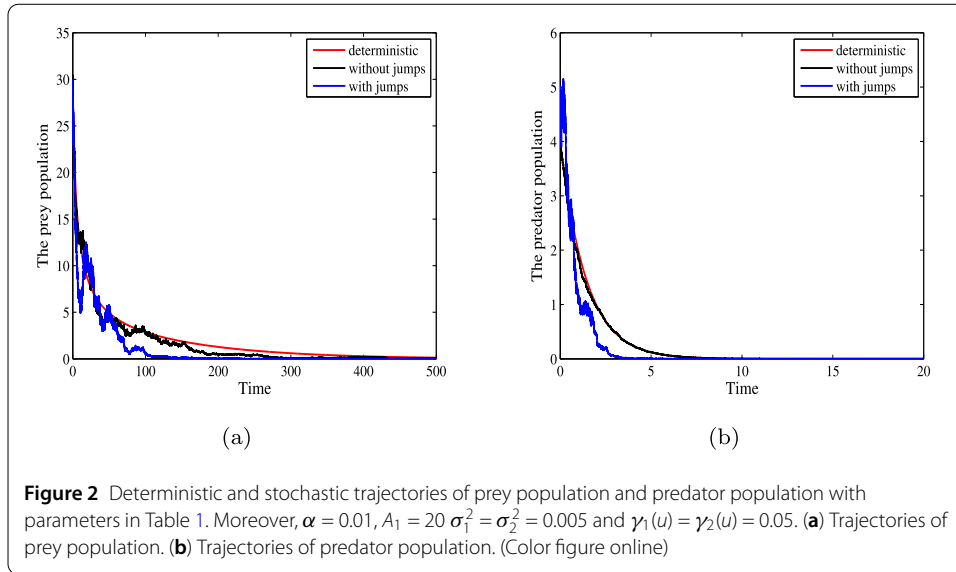 35
30
25
20
15
10
5
0
The prey population
0 100 200 300 400 500
Time
deterministic
without jumps
with jumps
(a)
6
5
4
3
2
1
0
The predator population
0 5 10 15 20
Time
deterministic
without jumps
with jumps
(b)
Figure 2 Deterministic and stochastic trajectories of prey population and predator population with
parameters in Table 1. Moreover, α = 0.01, A₁ = 20 σ₁² = σ₂² = 0.005 and γ₁(u) = γ₂(u) = 0.05. (a) Trajectories of
prey population. (b) Trajectories of predator population. (Color figure online)